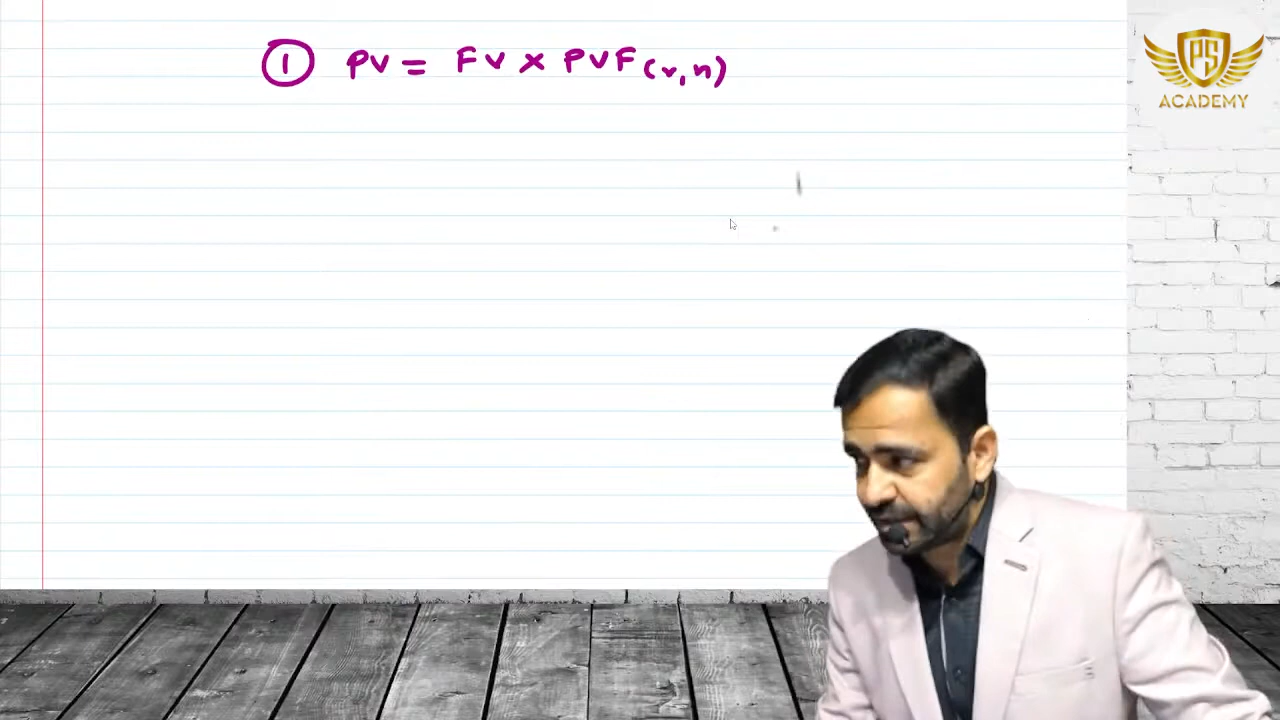 ① PV = FV × PVF(r,n)
PS
ACADEMY